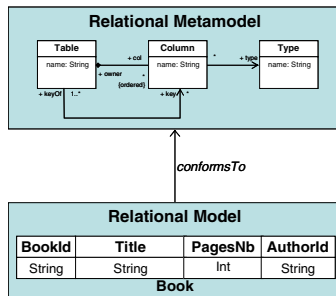 Relational Metamodel
Table Column Type
name: String name: String name: String
+ col * + type
+ owner *
{ordered}
+ keyOf 1..* + key *
conformsTo
Relational Model
BookId Title PagesNb AuthorId
String String Int String
Book